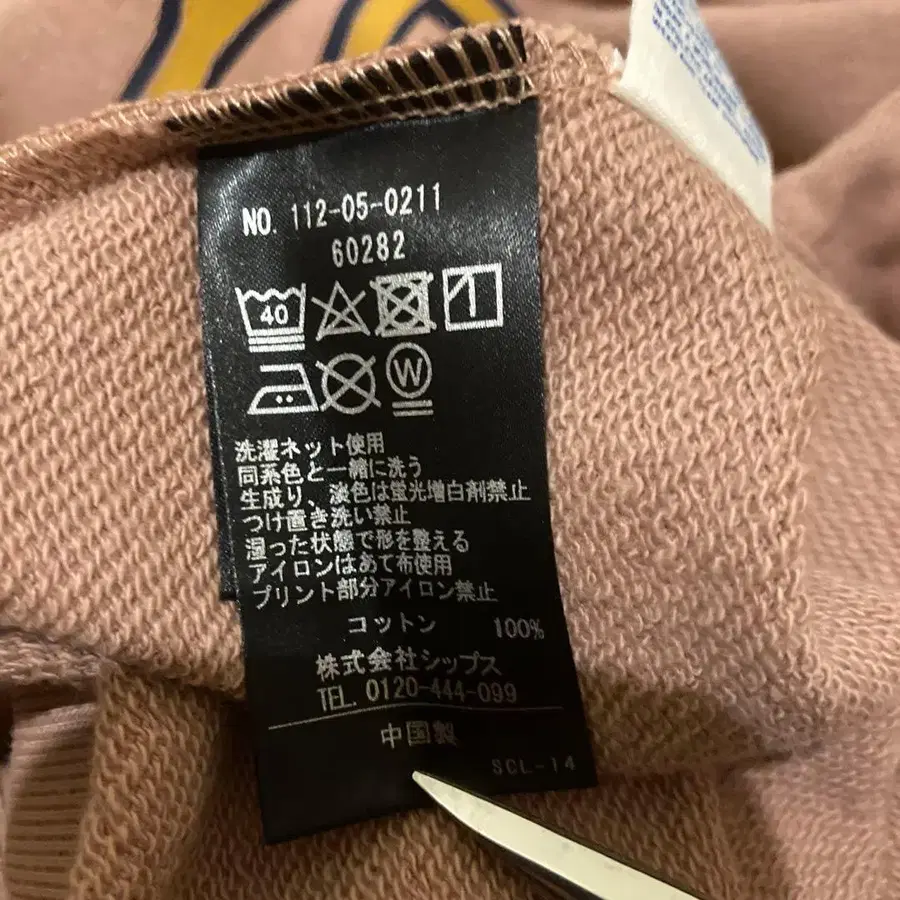 NO. 112-05-0211
60282
40
W
洗濯ネット使用
同系色と一緒に洗う
生成り、淡色は蛍光増白剤禁止
つけ置き洗い禁止
湿った状態で形を整える
アイロンはあて布使用
プリント部分アイロン禁止
コットン 100%
株式会社シップス
TEL. 0120-444-099
中国製
SCL-14